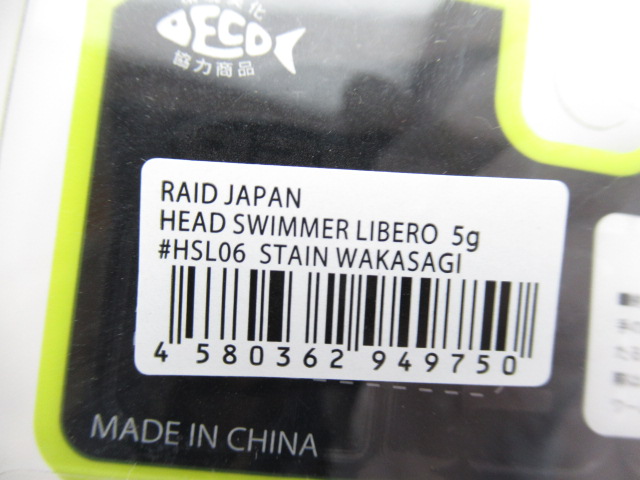 DECO
協力商品
RAID JAPAN
HEAD SWIMMER LIBERO 5g
#HSL06 STAIN WAKASAGI
4 580362 949750
MADE IN CHINA